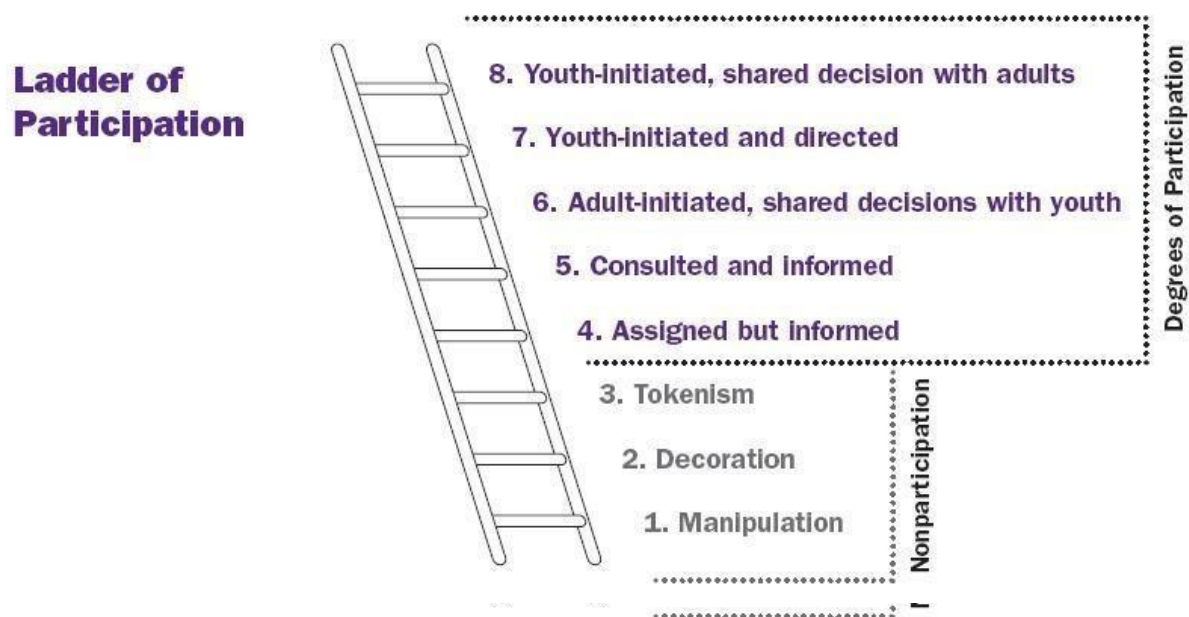 Ladder of
Participation
8. Youth-initiated, shared decision with adults
7. Youth-initiated and directed
6. Adult-initiated, shared decisions with youth
5. Consulted and informed
4. Assigned but informed
3. Tokenism
2. Decoration
1. Manipulation
Degrees of Participation
Nonparticipation